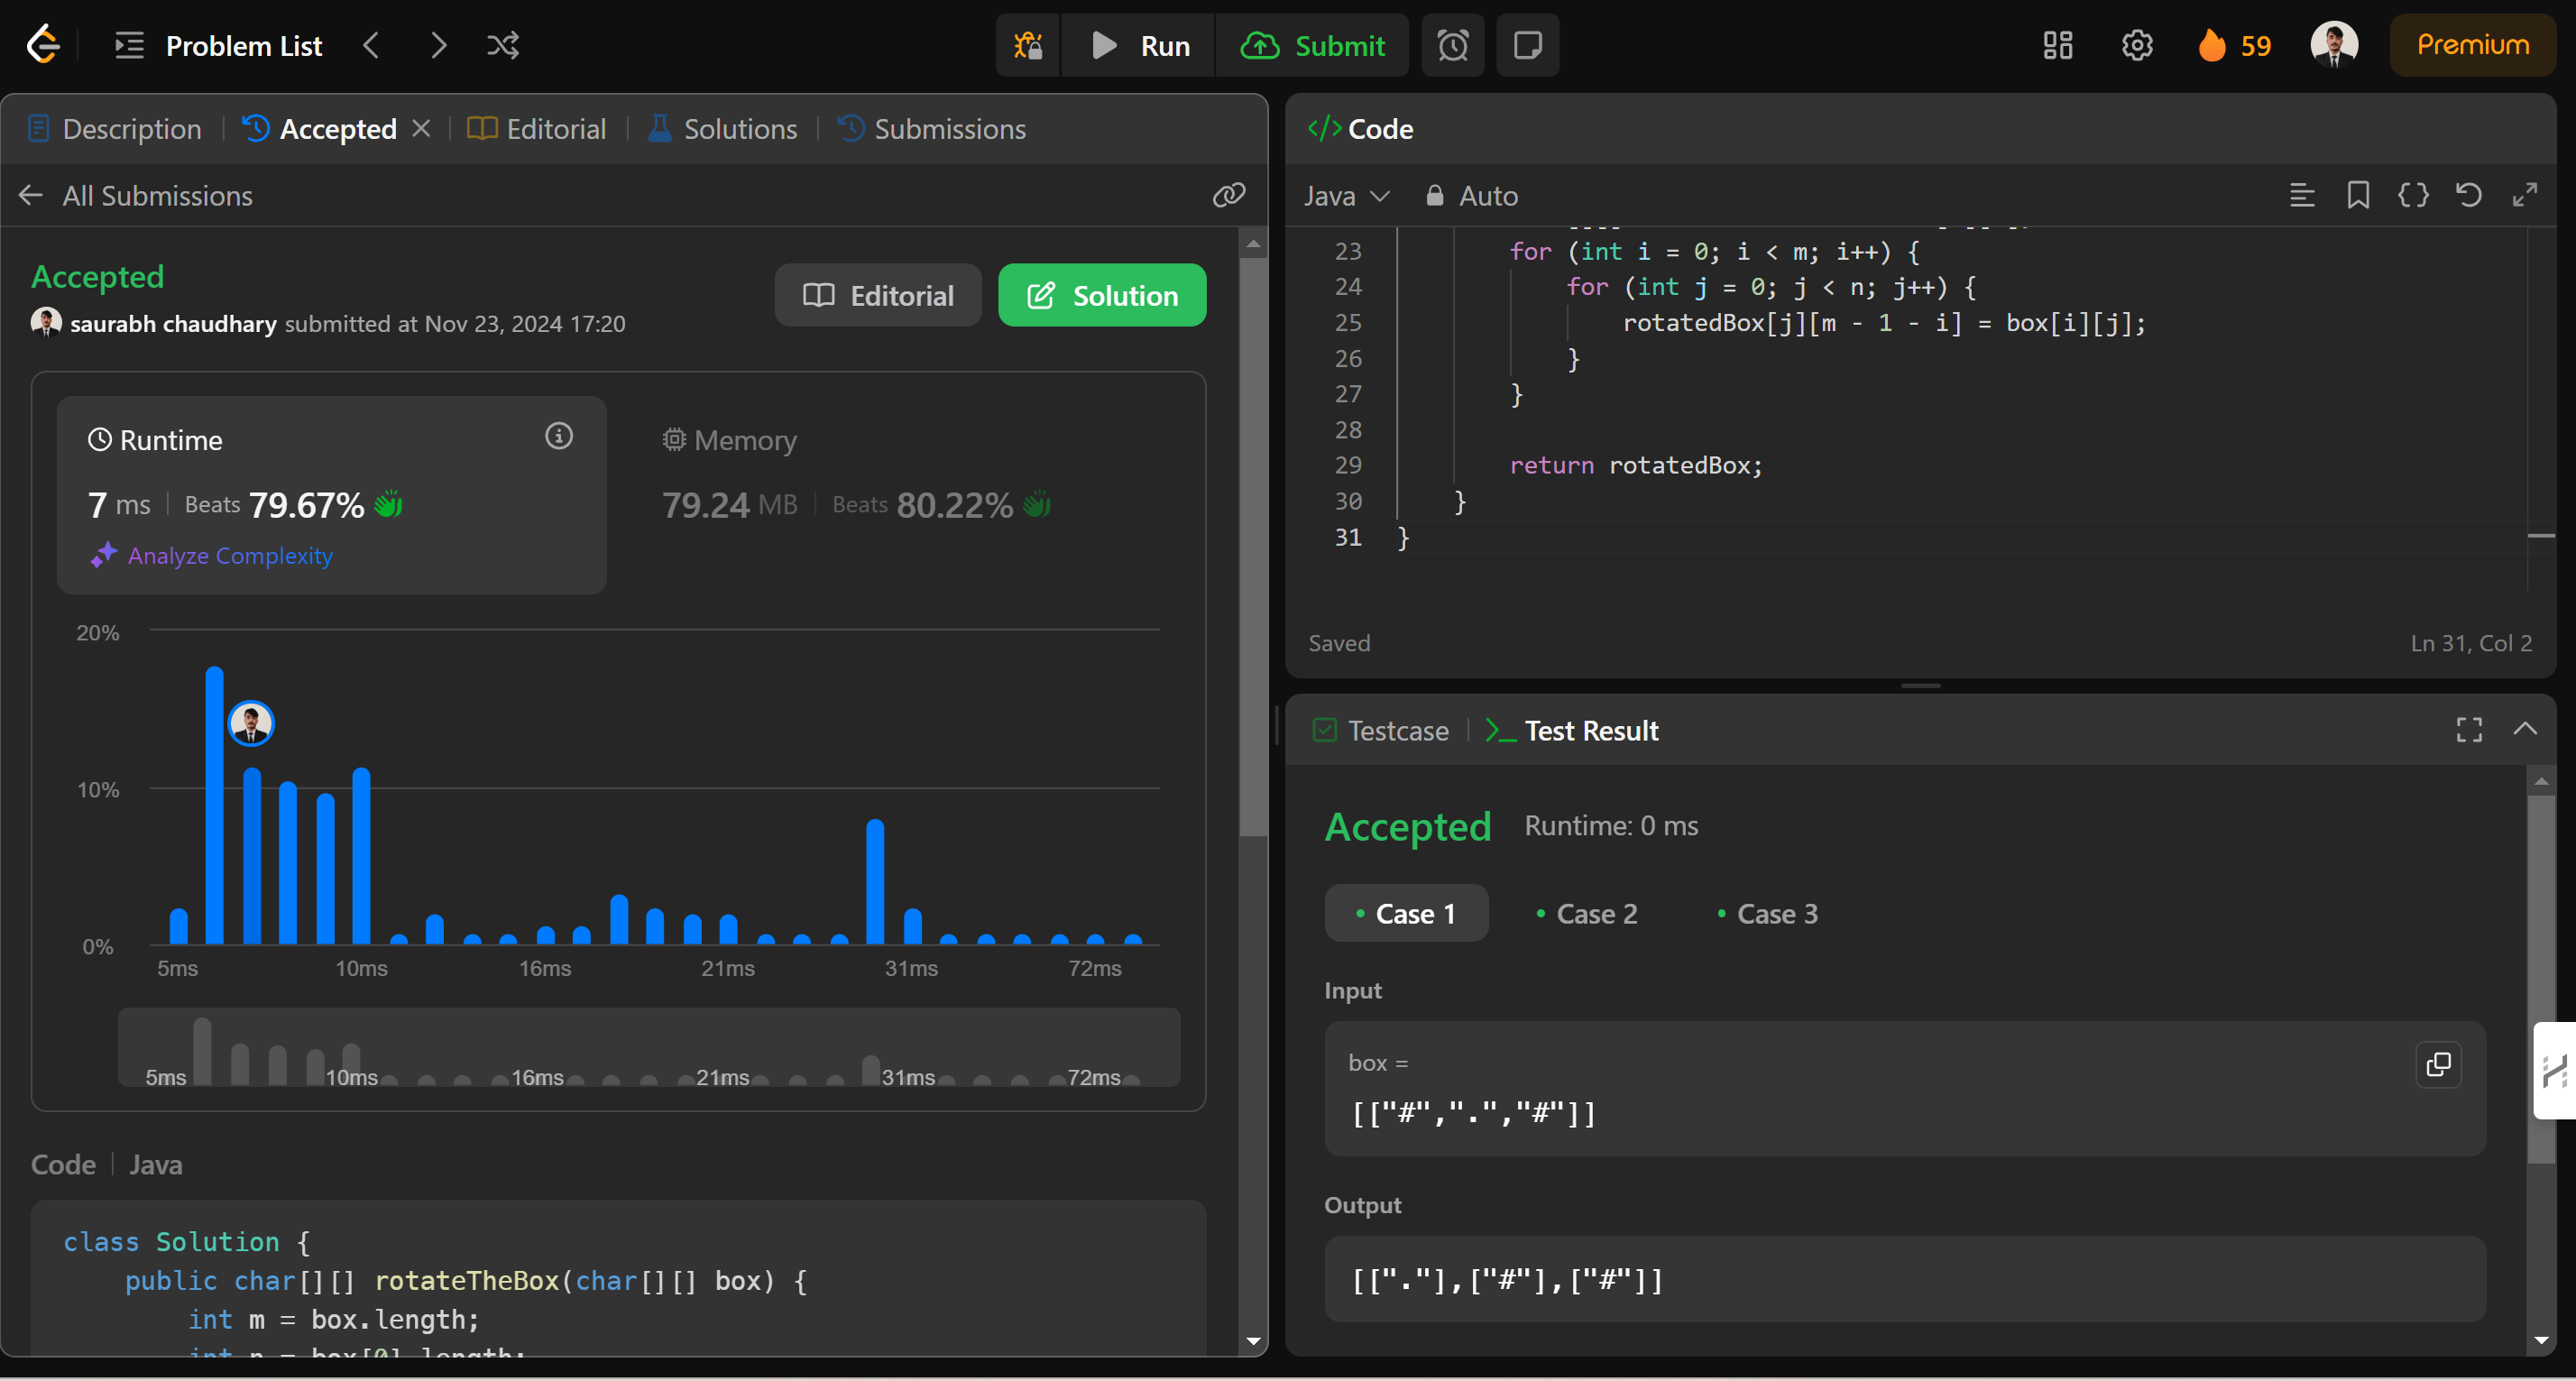 Problem List
Run
Submit
59
Premium
Description
Accepted
Editorial
Solutions
Submissions
All Submissions
Accepted
saurabh chaudhary submitted at Nov 23, 2024 17:20
Editorial
Solution
Runtime
7 ms
Beats 79.67%
Analyze Complexity
Memory
79.24 MB
Beats 80.22%
20%
10%
0%
5ms 10ms 16ms 21ms 31ms 72ms
5ms 10ms 16ms 21ms 31ms 72ms
Code
Java
class Solution {
public char[][] rotateTheBox(char[][] box) {
int m = box.length;
int n = box[0].length;
</> Code
Java
Auto
23 for (int i = 0; i < m; i++) {
24 for (int j = 0; j < n; j++) {
25 rotatedBox[j][m - 1 - i] = box[i][j];
26 }
27 }
28
29 return rotatedBox;
30 }
31 }
Saved
Ln 31, Col 2
Testcase
Test Result
Accepted
Runtime: 0 ms
Case 1
Case 2
Case 3
Input
box =
[["#",".","#"]]
Output
[["."],["#"],["#"]]